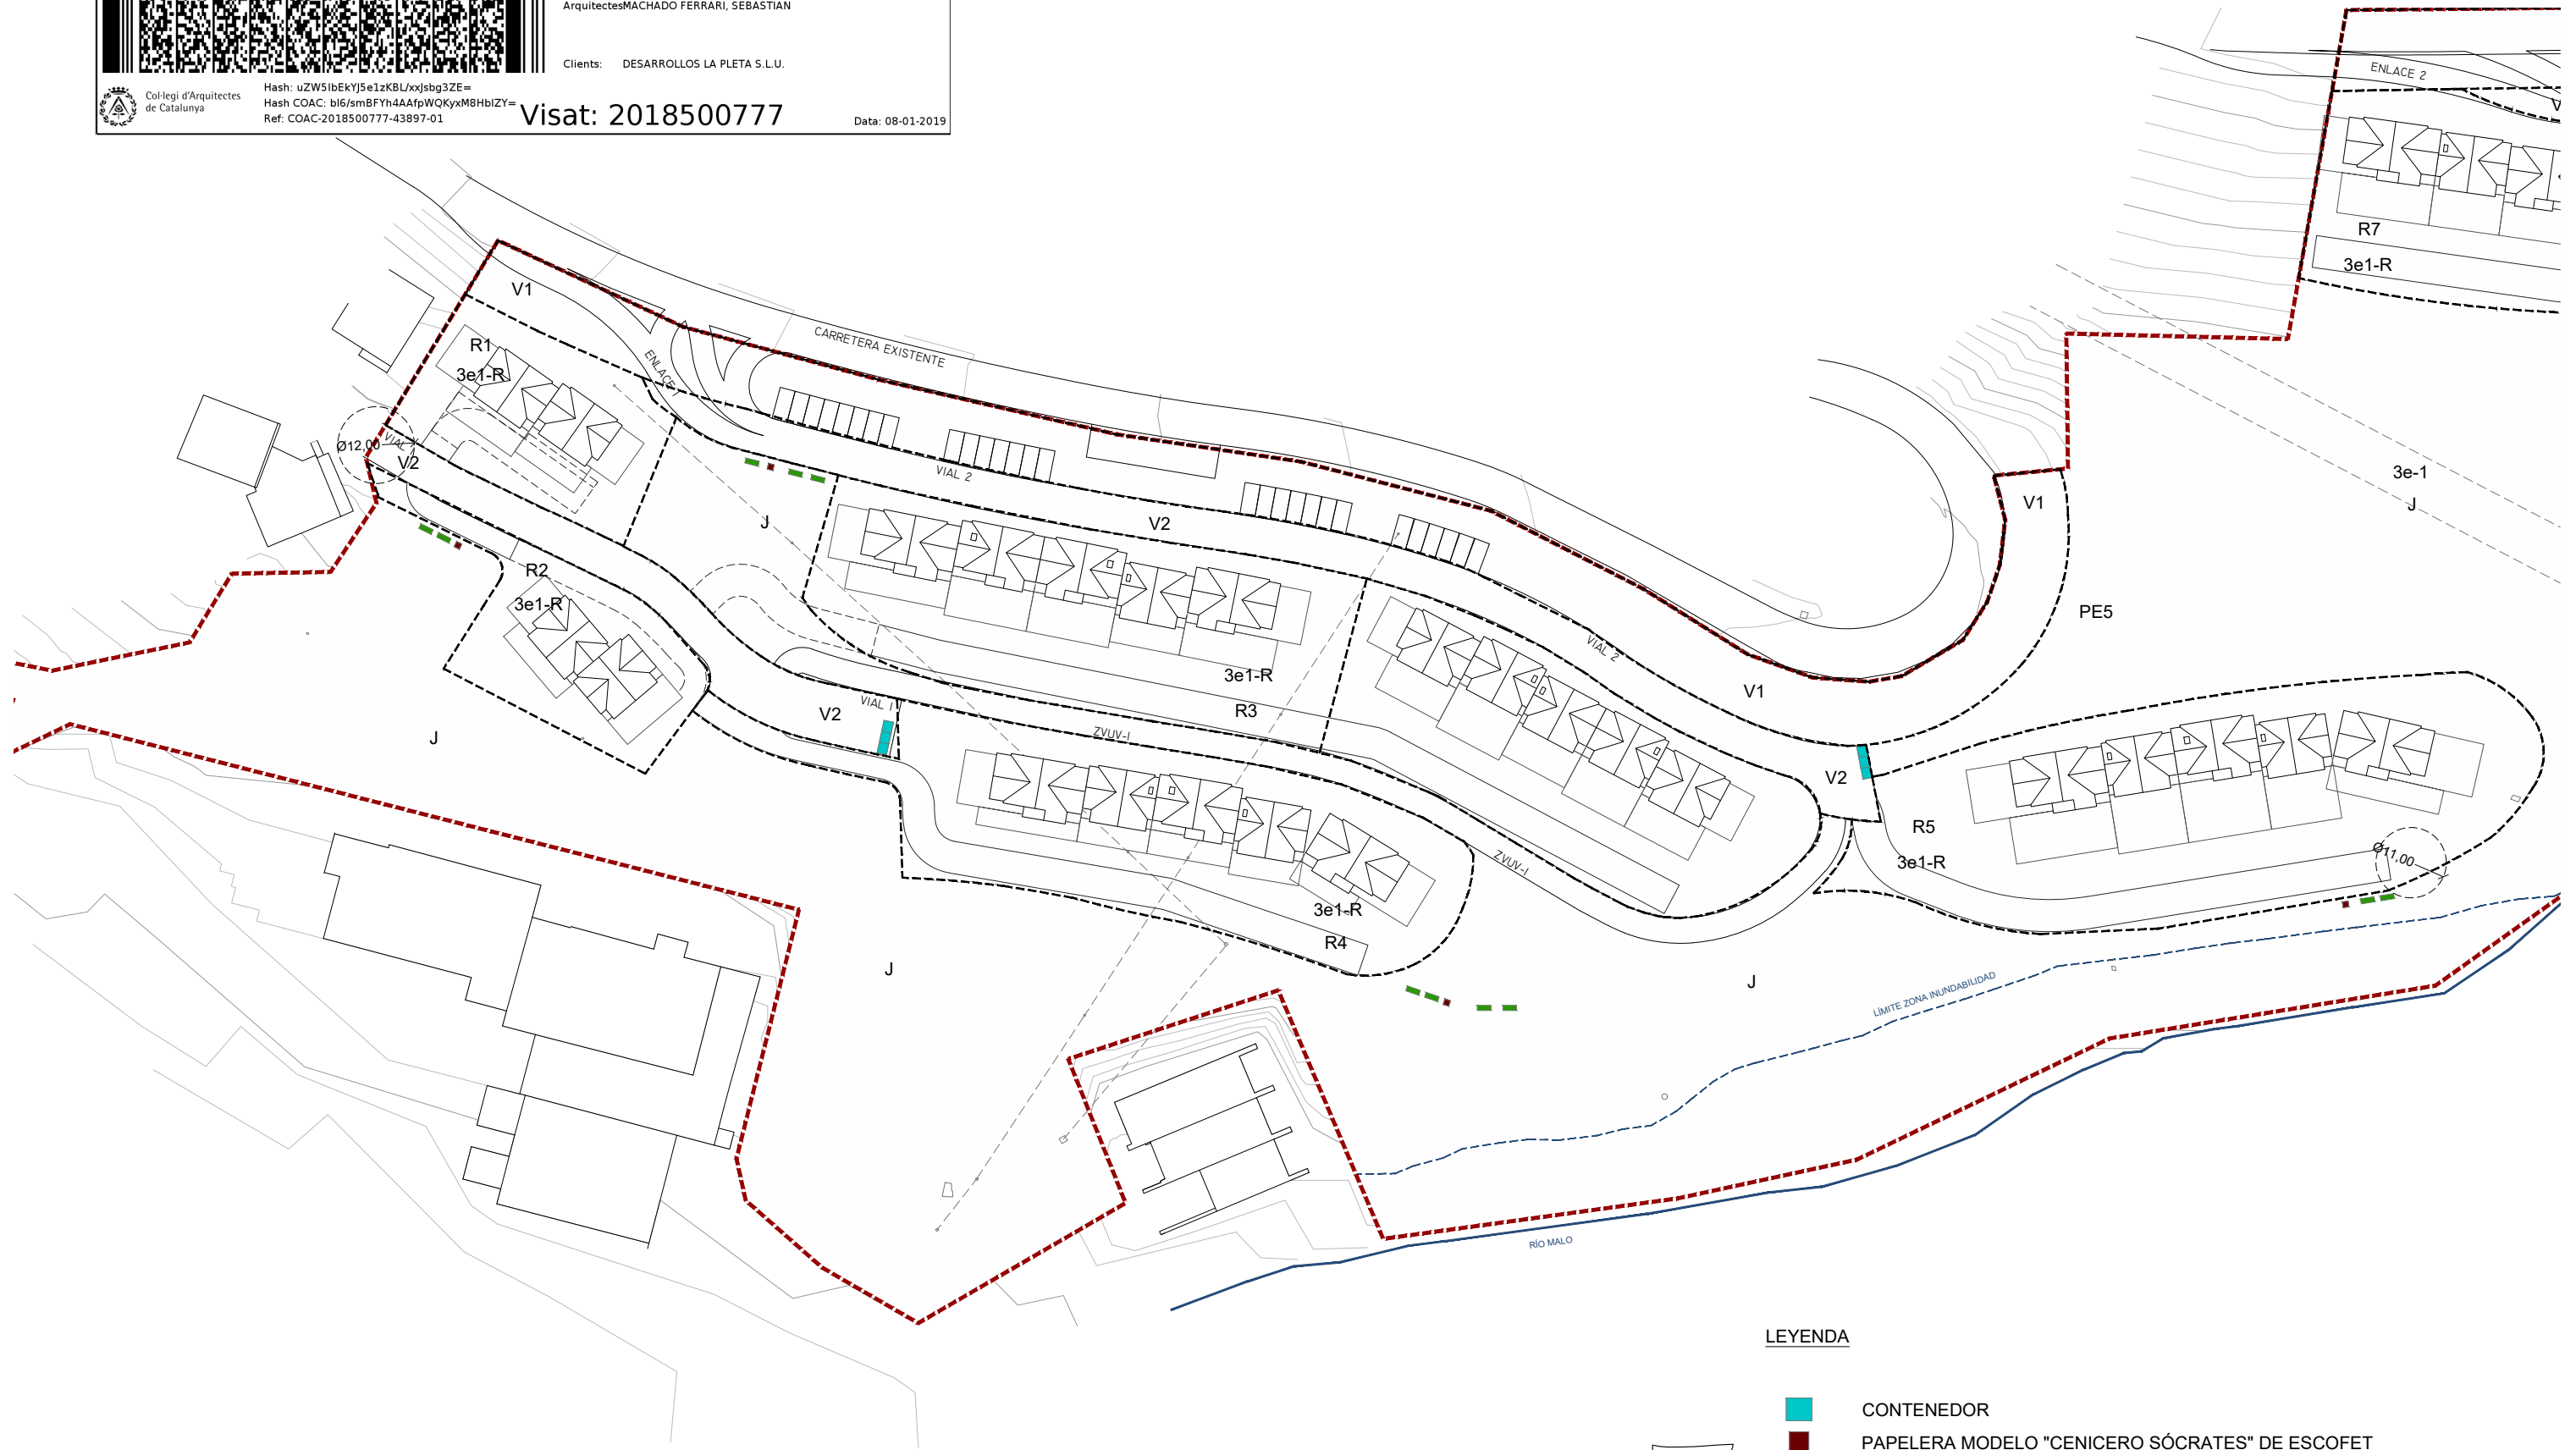 ArquitectesMACHADO FERRARI, SEBASTIAN
Clients: DESARROLLOS LA PLETA S.L.U.
Col·legi d'Arquitectes
de Catalunya
Hash: uZW5IbEkYJ5e1zKBL/xxJsbg3ZE=
Hash COAC: bI6/smBFYh4AAfpWQKyxM8HbIZY=
Ref: COAC-2018500777-43897-01
Visat: 2018500777
Data: 08-01-2019
ENLACE 2
R7
3e1-R
V1
CARRETERA EXISTENTE
R1
3e1-R
ENLACE 1
Ø12,00
VIAL 1
V2
VIAL 2
J
V2
V1
3e-1
J
R2
3e1-R
PE5
VIAL 2
3e1-R
R3
V1
VIAL 1
V2
ZVUV-I
J
V2
R5
3e1-R
Ø11,00
ZVUV-I
3e1-R
R4
J
J
LÍMITE ZONA INUNDABILIDAD
RÍO MALO
LEYENDA
CONTENEDOR
PAPELERA MODELO "CENICERO SÓCRATES" DE ESCOFET